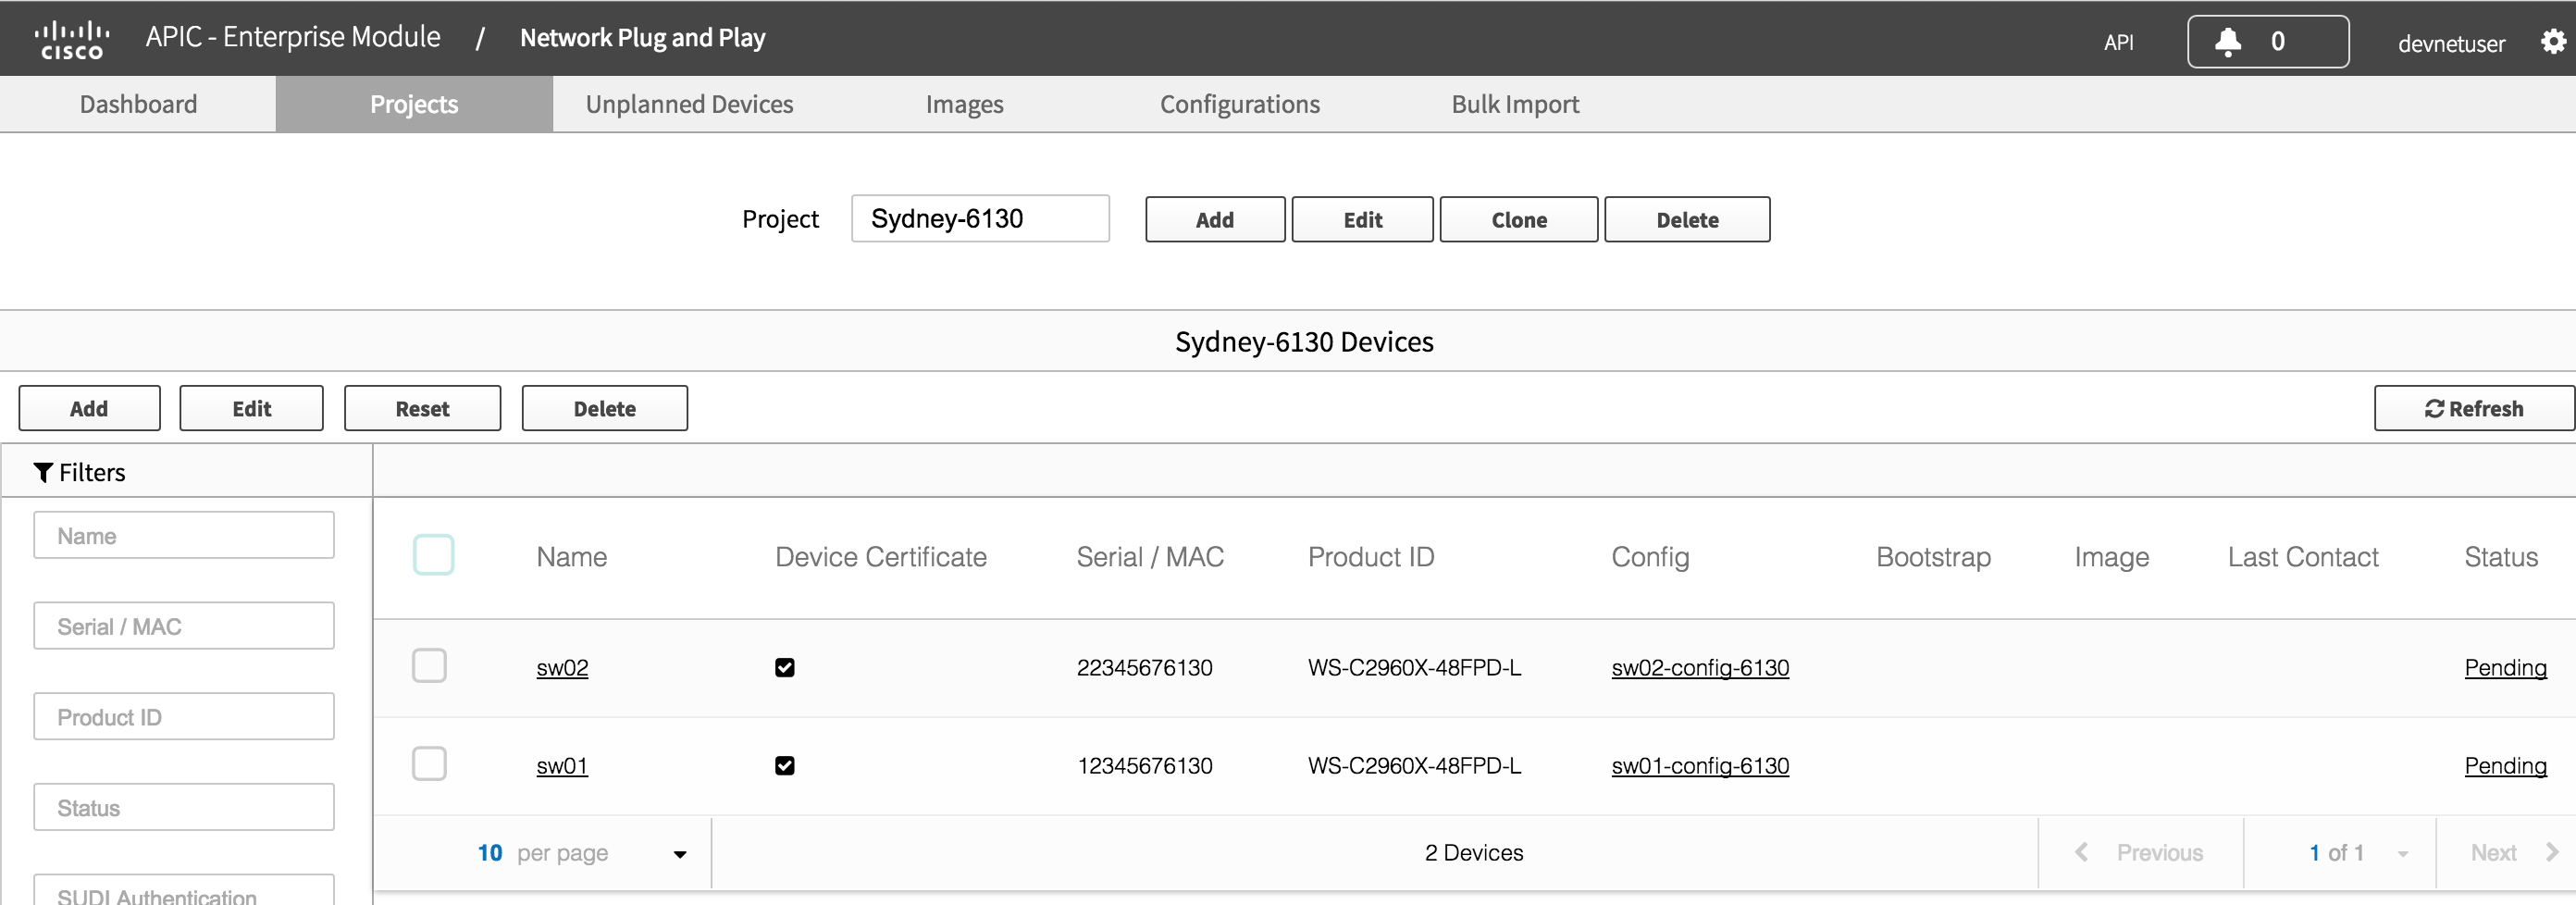 CISCO APIC - Enterprise Module / Network Plug and Play API 0 devnetuser
Dashboard Projects Unplanned Devices Images Configurations Bulk Import
Project Sydney-6130 Add Edit Clone Delete
Sydney-6130 Devices
Add Edit Reset Delete Refresh
Filters
Name
Serial / MAC
Product ID
Status
SUDI Authentication
Name Device Certificate Serial / MAC Product ID Config Bootstrap Image Last Contact Status
sw02 22345676130 WS-C2960X-48FPD-L sw02-config-6130 Pending
sw01 12345676130 WS-C2960X-48FPD-L sw01-config-6130 Pending
10 per page 2 Devices Previous 1 of 1 Next